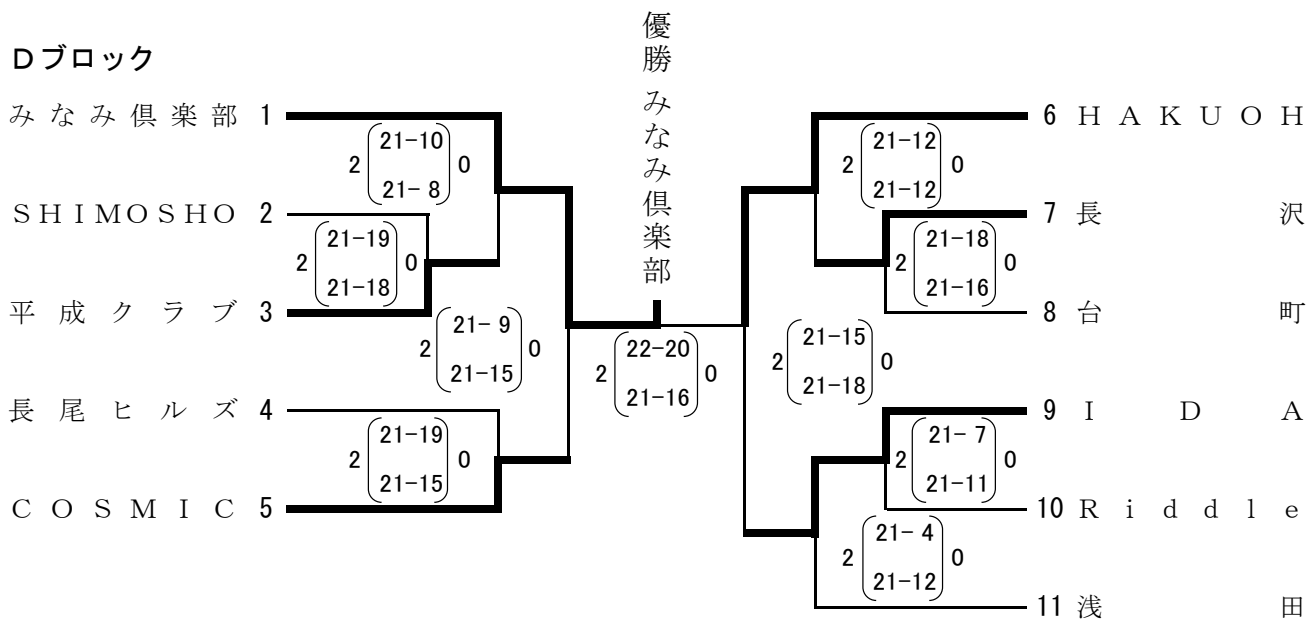 優勝 みなみ倶楽部
Dブロック
みなみ倶楽部 1
21-10
2 0
21- 8
SHIMOSHO 2
21-19
2 0
21-18
平成クラブ 3
21- 9
2 0
21-15
長尾ヒルズ 4
21-19
2 0
21-15
COSMIC 5
22-20
2 0
21-16
6 HAKUOH
21-12
2 0
21-12
7 長沢
21-18
2 0
21-16
8 台町
21-15
2 0
21-18
9 IDA
21- 7
2 0
21-11
10 Riddle
21- 4
2 0
21-12
11 浅田